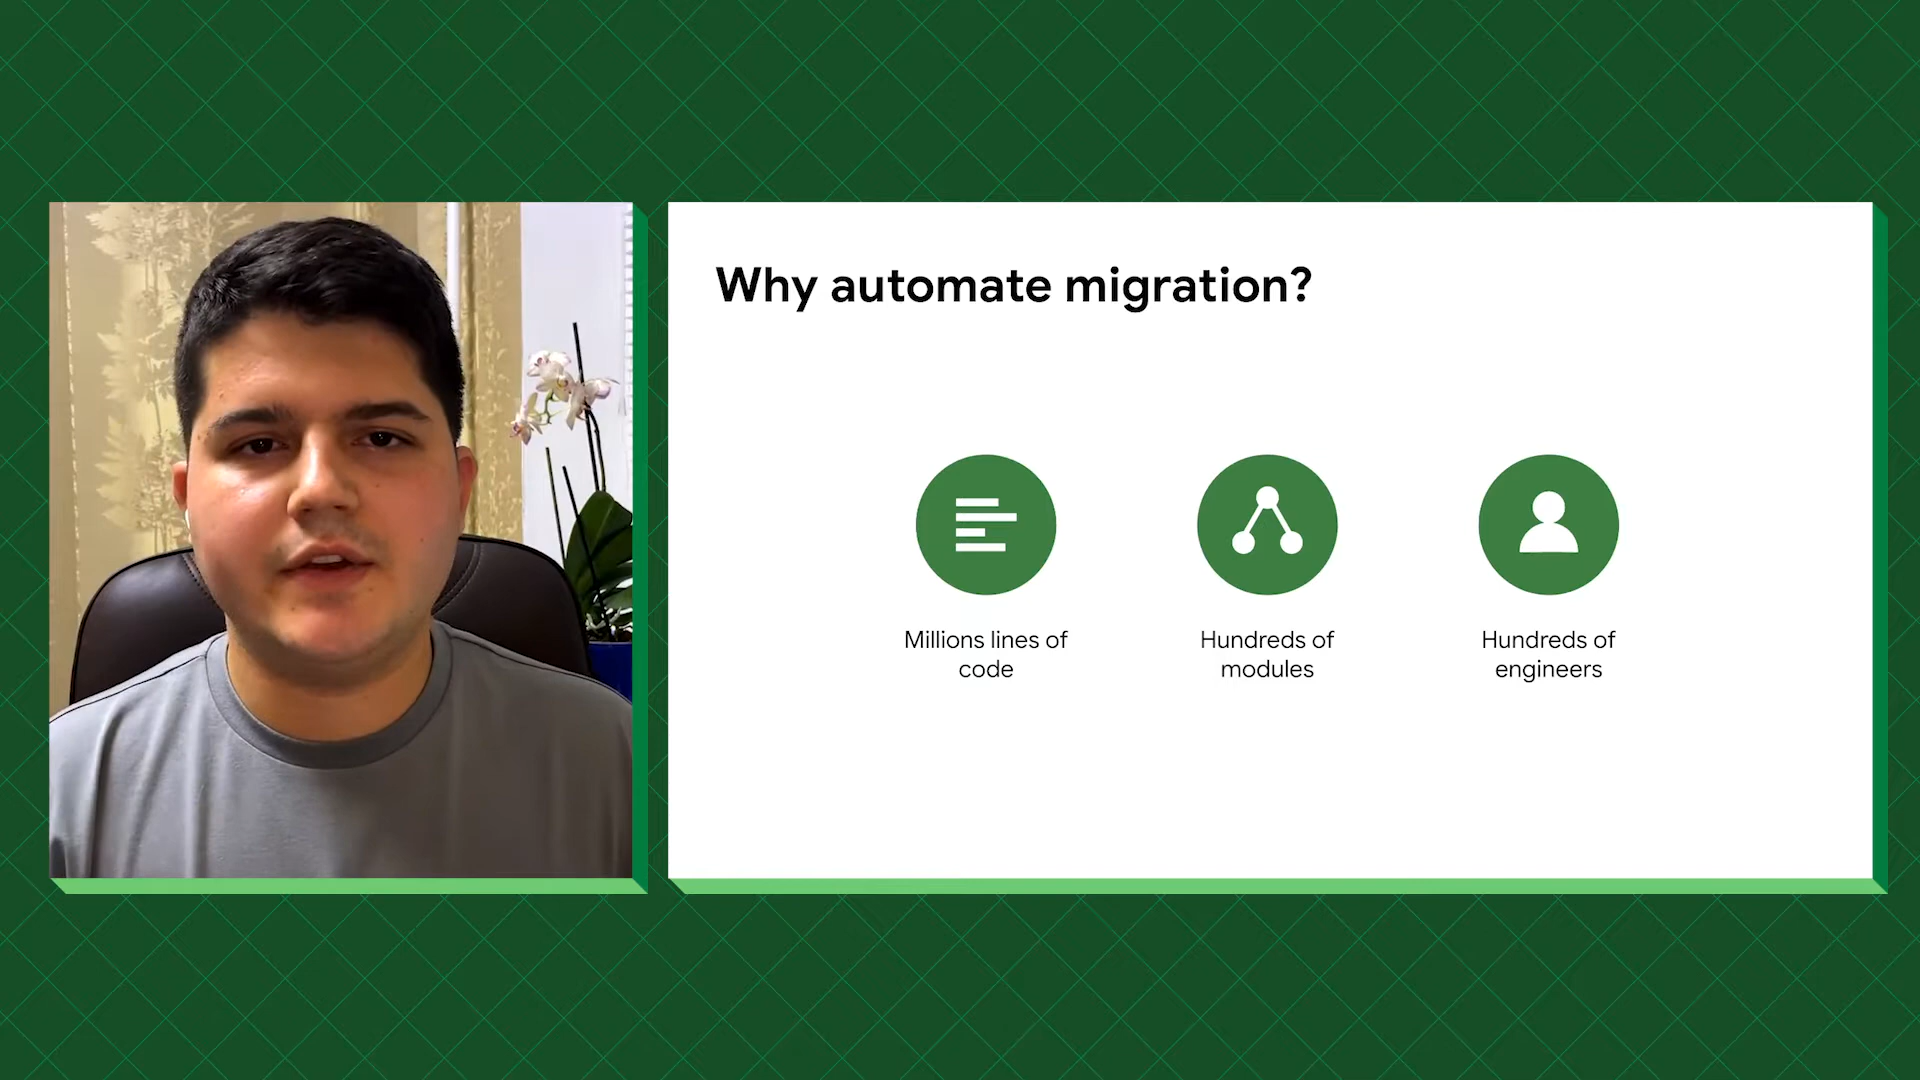 Why automate migration?
Millions lines of
code
Hundreds of
modules
Hundreds of
engineers